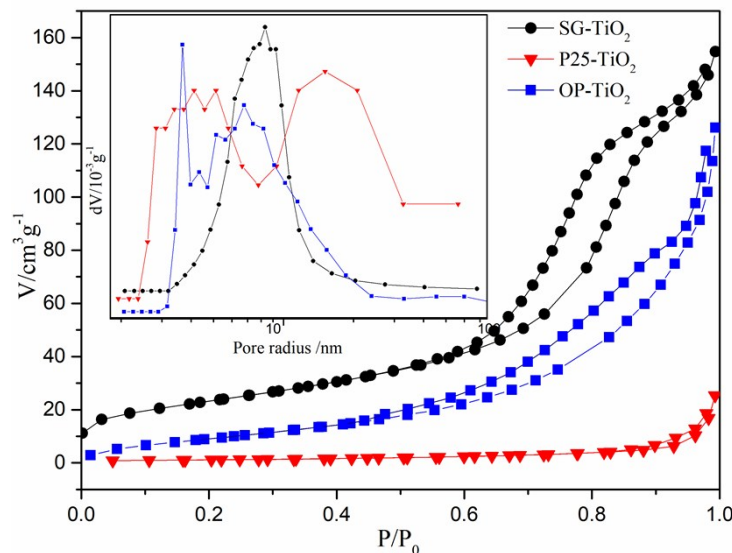 160
140
120
100
80
60
40
20
0
V/cm³g⁻¹
0.0
0.2
0.4
0.6
0.8
1.0
P/P₀
SG-TiO₂
P25-TiO₂
OP-TiO₂
dV/10⁻³g⁻¹
10
100
Pore radius /nm